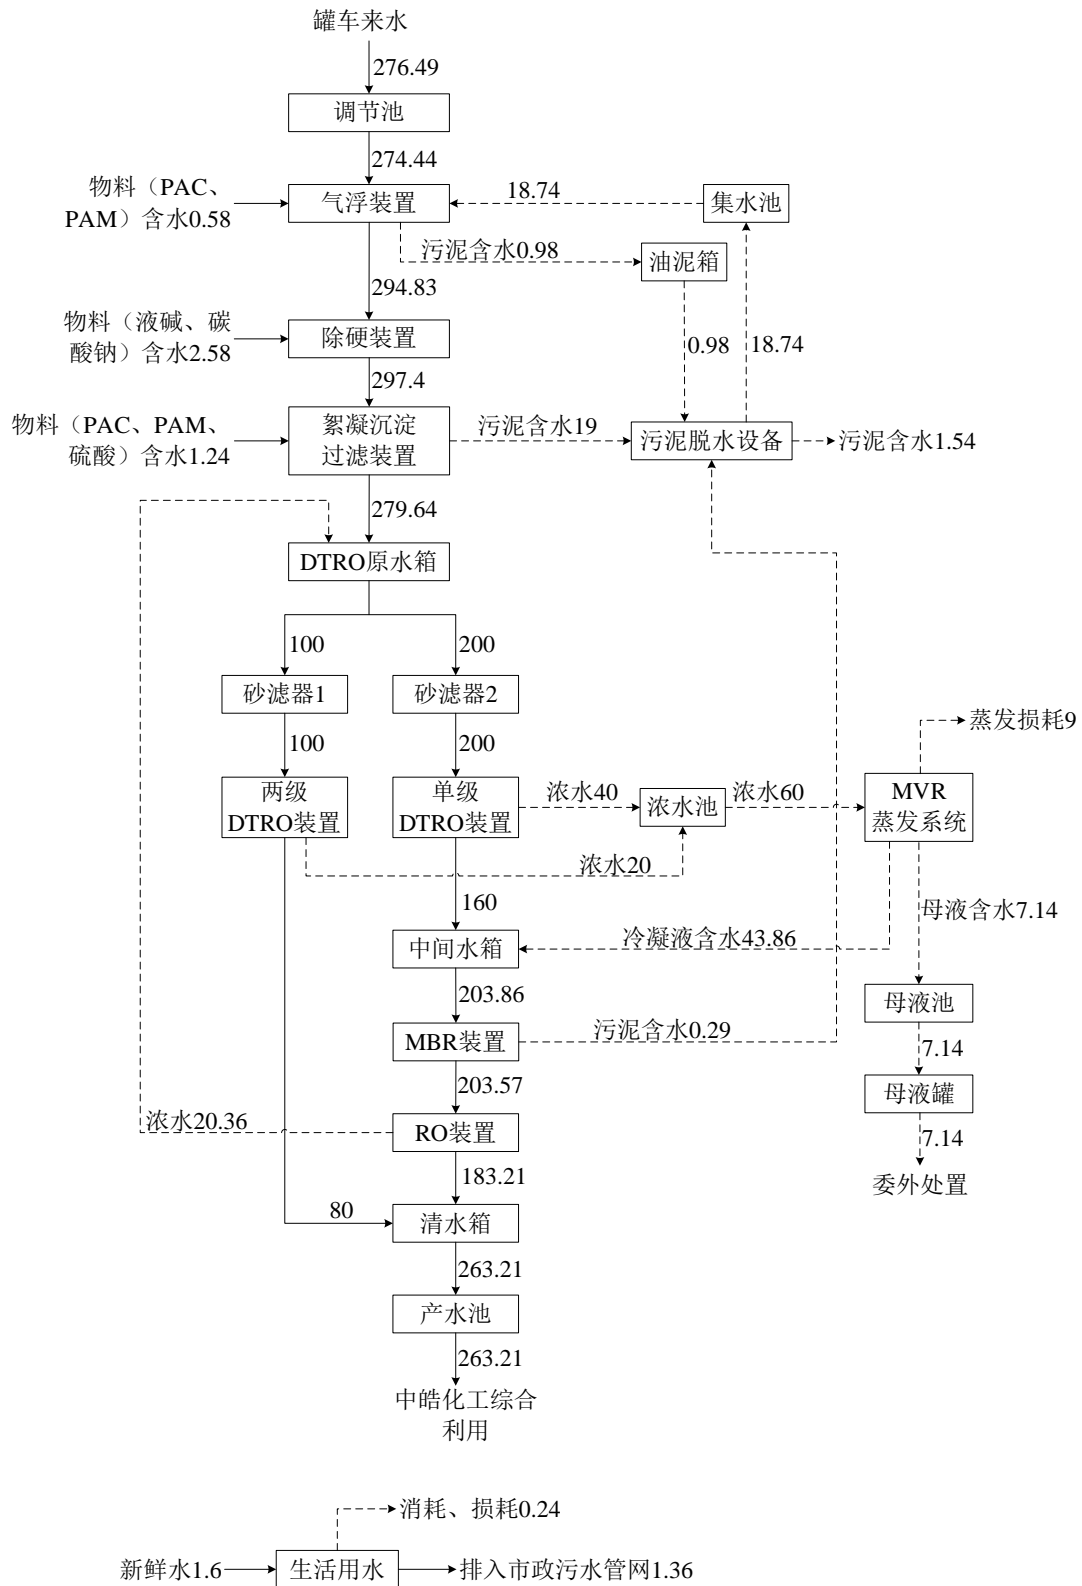 罐车来水
276.49
调节池
274.44
物料（PAC、
PAM）含水0.58
气浮装置
18.74
集水池
污泥含水0.98
油泥箱
294.83
物料（液碱、碳
酸钠）含水2.58
除硬装置
0.98
18.74
297.4
物料（PAC、PAM、
硫酸）含水1.24
絮凝沉淀
过滤装置
污泥含水19
污泥脱水设备
污泥含水1.54
279.64
DTRO原水箱
100
200
砂滤器1
砂滤器2
100
200
蒸发损耗9
两级
DTRO装置
单级
DTRO装置
浓水40
浓水池
浓水60
MVR
蒸发系统
浓水20
160
母液含水7.14
中间水箱
冷凝液含水43.86
203.86
母液池
MBR装置
污泥含水0.29
7.14
203.57
母液罐
浓水20.36
RO装置
7.14
183.21
委外处置
80
清水箱
263.21
产水池
263.21
中皓化工综合
利用
消耗、损耗0.24
新鲜水1.6
生活用水
排入市政污水管网1.36